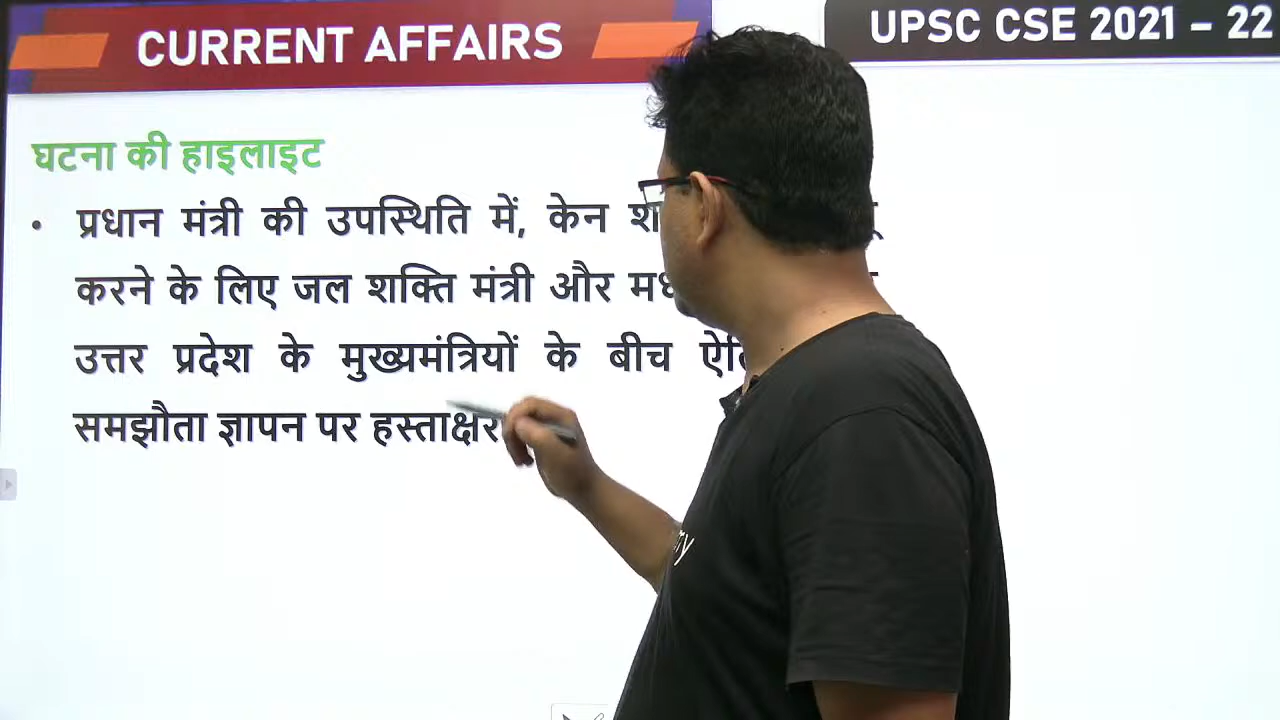 CURRENT AFFAIRS
UPSC CSE 2021 – 22
घटना की हाइलाइट
• प्रधान मंत्री की उपस्थिति में, केन
करने के लिए जल शक्ति मंत्री और
उत्तर प्रदेश के मुख्यमंत्रियों के बीच
समझौता ज्ञापन पर हस्ताक्षर